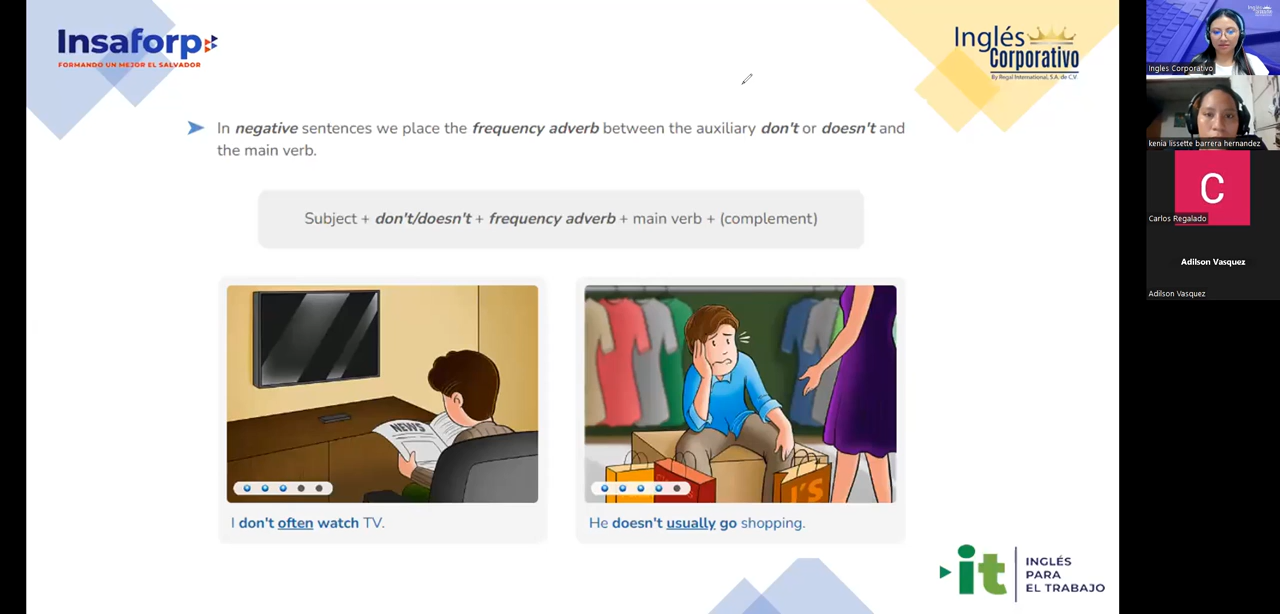 Insaforp
FORMANDO UN MEJOR EL SALVADOR
Inglés
Corporativo
By Regal International, S.A. de C.V.
In negative sentences we place the frequency adverb between the auxiliary don't or doesn't and
the main verb.
Subject + don't/doesn't + frequency adverb + main verb + (complement)
NEWS
I don't often watch TV.
I'S
He doesn't usually go shopping.
it
INGLÉS
PARA
EL TRABAJO
Ingles Corporativo
kenia lissette barrera hernandez
C
Carlos Regalado
Adilson Vasquez
Adilson Vasquez